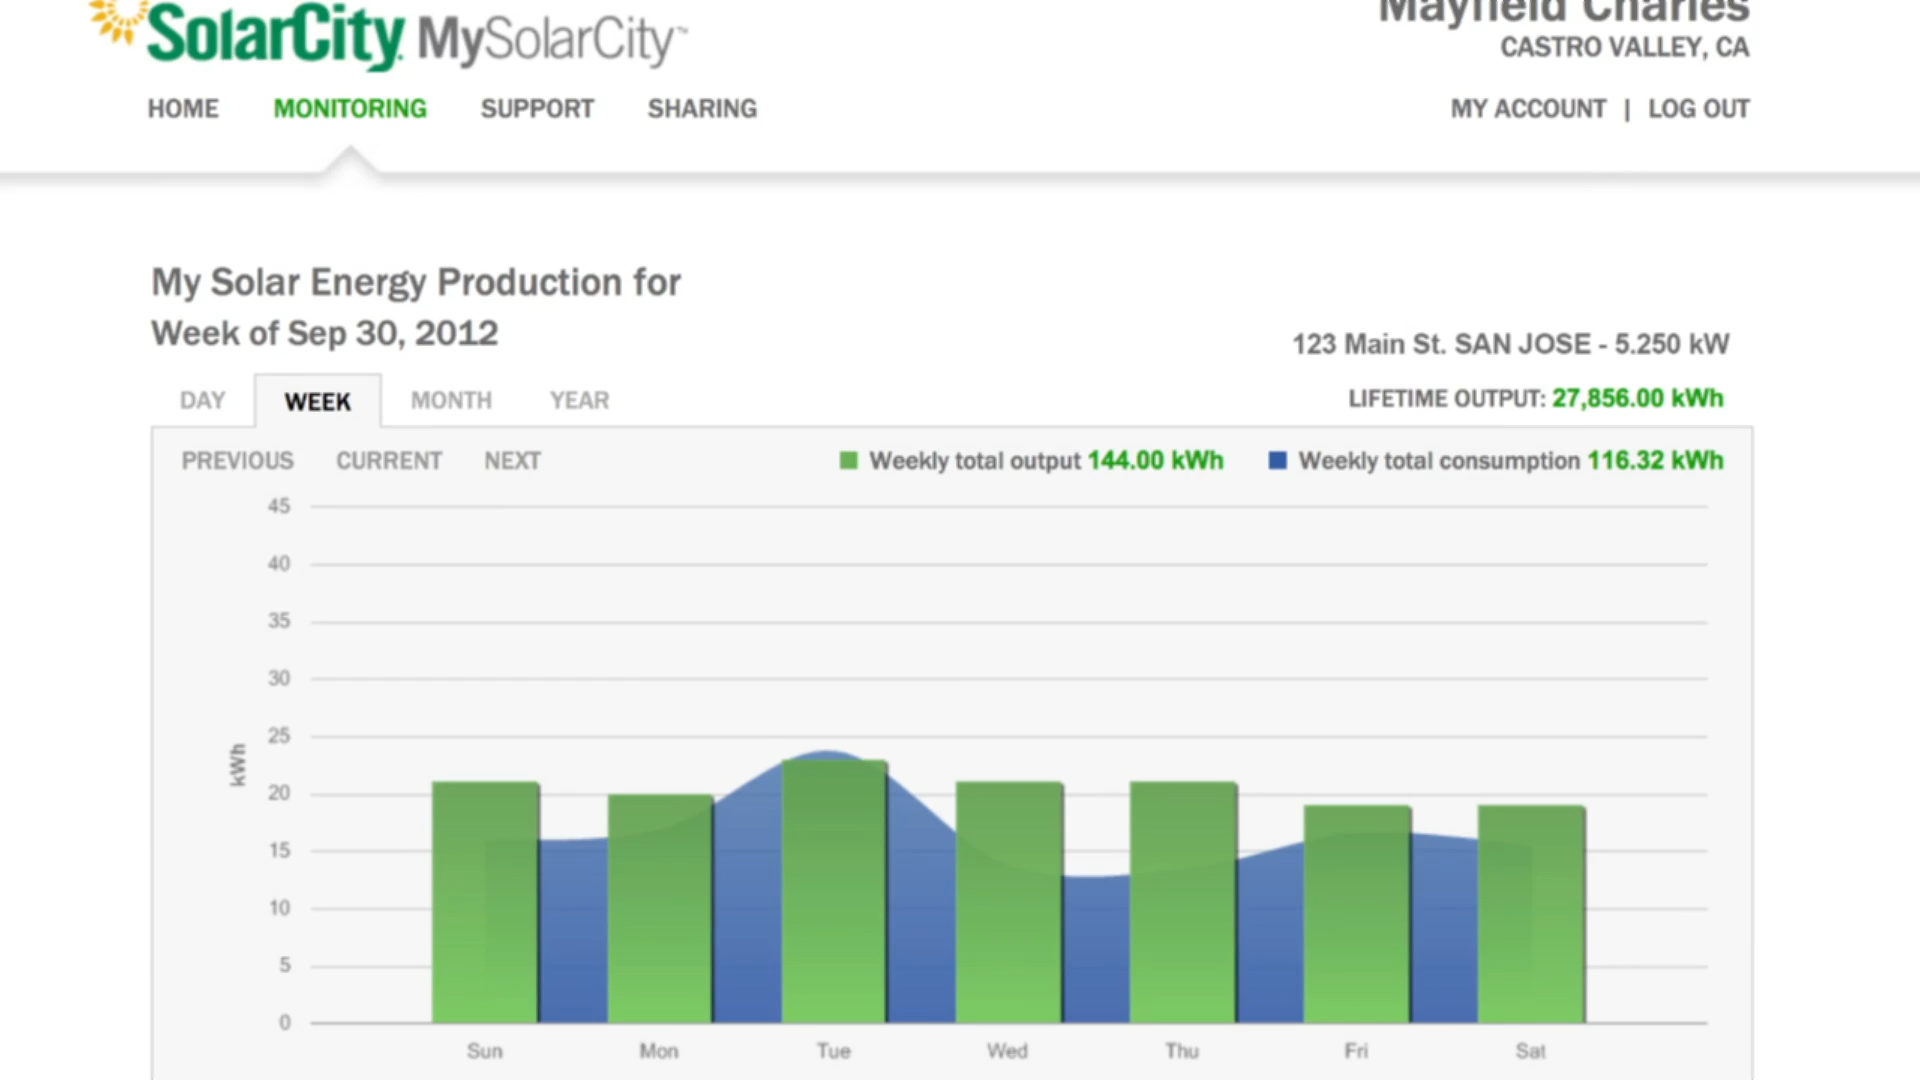 SolarCity MySolarCity™
Mayfield Charles
CASTRO VALLEY, CA
HOME MONITORING SUPPORT SHARING
MY ACCOUNT | LOG OUT
My Solar Energy Production for
Week of Sep 30, 2012
123 Main St. SAN JOSE - 5.250 kW
DAY WEEK MONTH YEAR
LIFETIME OUTPUT: 27,856.00 kWh
PREVIOUS CURRENT NEXT
Weekly total output 144.00 kWh
Weekly total consumption 116.32 kWh
45
40
35
30
25
20
15
10
5
0
kWh
Sun Mon Tue Wed Thu Fri Sat